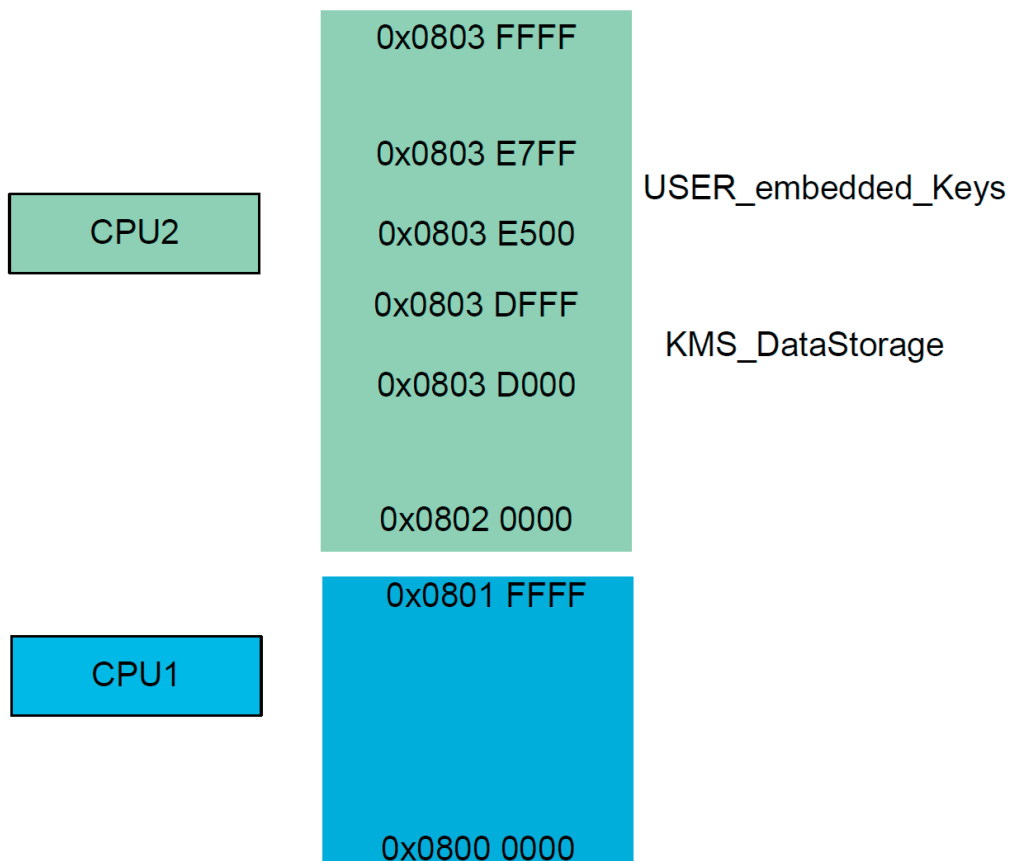 0x0803 FFFF
0x0803 E7FF
USER_embedded_Keys
CPU2
0x0803 E500
0x0803 DFFF
KMS_DataStorage
0x0803 D000
0x0802 0000
0x0801 FFFF
CPU1
0x0800 0000